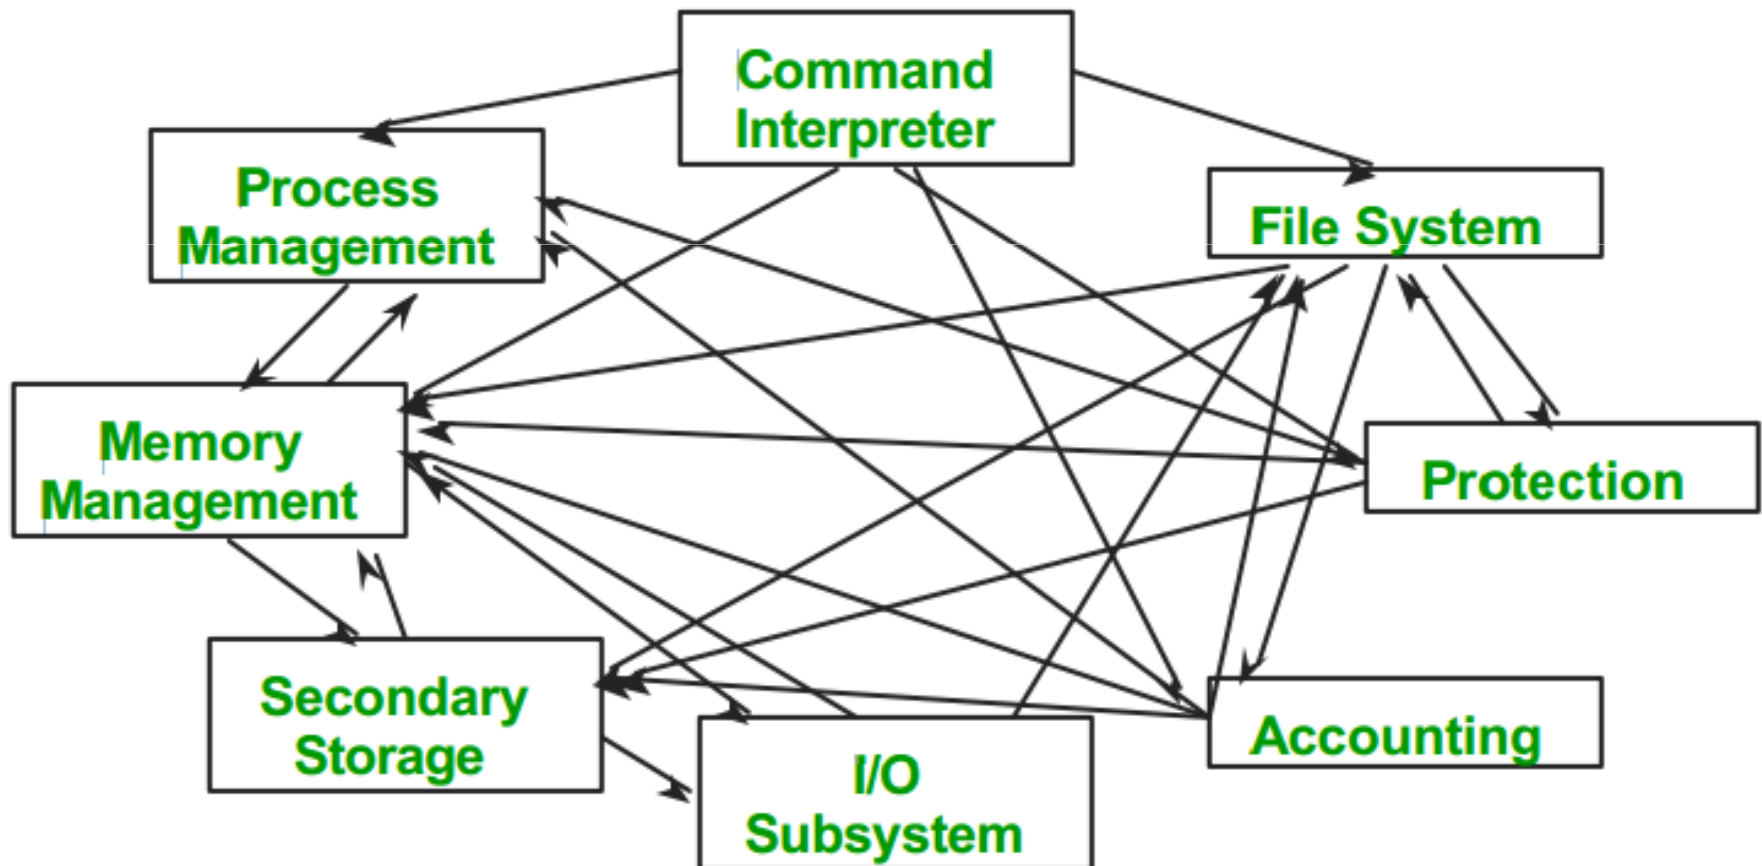 Command
Interpreter
Process
Management
File System
Memory
Management
Protection
Secondary
Storage
I/O
Subsystem
Accounting